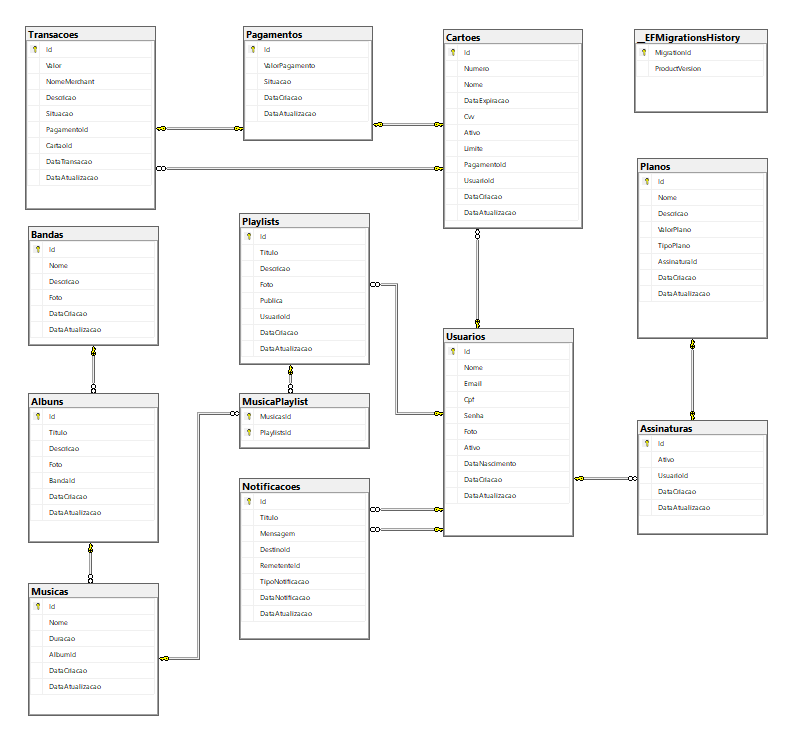 Transacoes
Id
Valor
NomeMerchant
Descricao
Situacao
PagamentoId
CartaoId
DataTransacao
DataAtualizacao
Pagamentos
Id
ValorPagamento
Situacao
DataCriacao
DataAtualizacao
Cartoes
Id
Numero
Nome
DataExpiracao
Cvv
Ativo
Limite
PagamentoId
UsuarioId
DataCriacao
DataAtualizacao
__EFMigrationsHistory
MigrationId
ProductVersion
Planos
Id
Nome
Descricao
ValorPlano
TipoPlano
AssinaturaId
DataCriacao
DataAtualizacao
Bandas
Id
Nome
Descricao
Foto
DataCriacao
DataAtualizacao
Playlists
Id
Titulo
Descricao
Foto
Publica
UsuarioId
DataCriacao
DataAtualizacao
Usuarios
Id
Nome
Email
Cpf
Senha
Foto
Ativo
DataNascimento
DataCriacao
DataAtualizacao
Albuns
Id
Titulo
Descricao
Foto
BandaId
DataCriacao
DataAtualizacao
MusicaPlaylist
MusicasId
PlaylistsId
Assinaturas
Id
Ativo
UsuarioId
DataCriacao
DataAtualizacao
Notificacoes
Id
Titulo
Mensagem
DestinoId
RemetenteId
TipoNotificacao
DataNotificacao
DataAtualizacao
Musicas
Id
Nome
Duracao
AlbumId
DataCriacao
DataAtualizacao